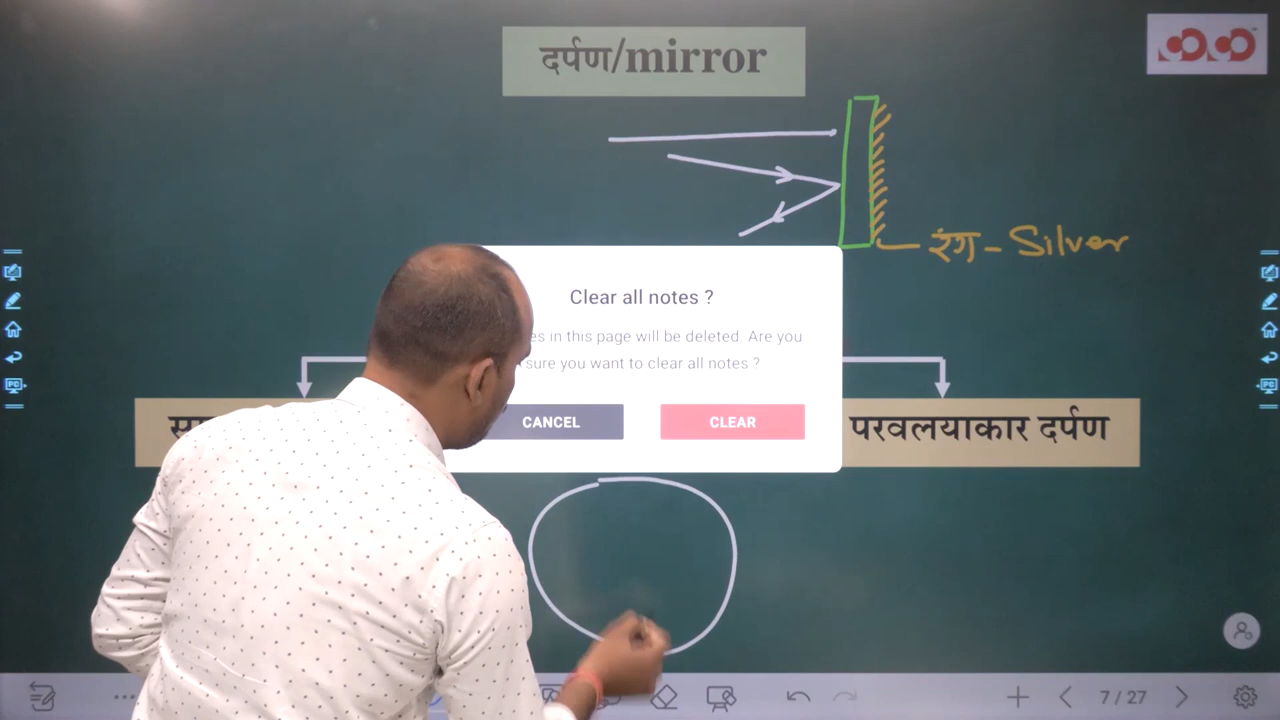 दर्पण/mirror
रंग - Silver
Clear all notes ?
in this page will be deleted. Are you
sure you want to clear all notes ?
CANCEL
CLEAR
परवलयाकार दर्पण
7 / 27